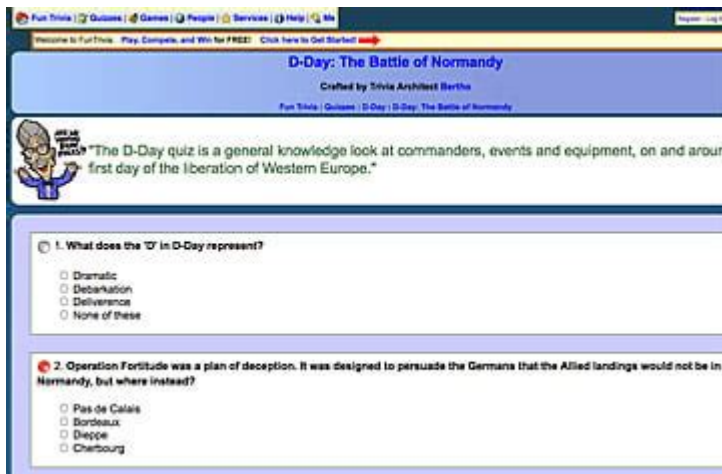 Fun Trivia | Quizzes | Games | People | Services | Help | Me
Register - Log
Welcome to FunTrivia. Play, Compete, and Win for FREE! Click here to Get Started!
D-Day: The Battle of Normandy
Crafted by Trivia Architect Bertho
Fun Trivia | Quizzes | D-Day | D-Day: The Battle of Normandy
"The D-Day quiz is a general knowledge look at commanders, events and equipment, on and aroun
first day of the liberation of Western Europe."
1. What does the 'D' in D-Day represent?
Dramatic
Debarkation
Deliverence
None of these
2. Operation Fortitude was a plan of deception. It was designed to persuade the Germans that the Allied landings would not be in
Normandy, but where instead?
Pas de Calais
Bordeaux
Dieppe
Cherbourg